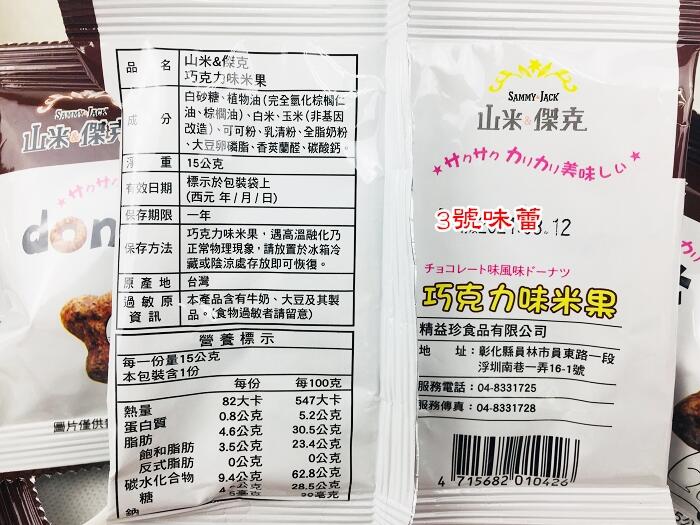 品 名 山米&傑克
巧克力味米果
成 分 白砂糖、植物油(完全氫化棕櫚仁
油、棕櫚油)、白米、玉米(非基因
改造)、可可粉、乳清粉、全脂奶粉
、大豆卵磷脂、香莢蘭醛、碳酸鈣。
淨 重 15公克
有效日期 標示於包裝袋上
(西元 年/月/日)
保存期限 一年
保存方法 巧克力味米果，遇高溫融化乃
正常物理現象，請放置於冰箱冷
藏或陰涼處存放即可恢復。
原 產 地 台灣
過敏原資訊 本產品含有牛奶、大豆及其製
品。(食物過敏者請留意)
營養標示
每一份量15公克
本包裝含1份
每份 每100克
熱量 82大卡 547大卡
蛋白質 0.8公克 5.2公克
脂肪 4.6公克 30.5公克
飽和脂肪 3.5公克 23.4公克
反式脂肪 0公克 0公克
碳水化合物 9.4公克 62.8公克
糖 28.5公克
鈉
SAMMY&JACK
山米&傑克
サクサク カリカリ美味しい
3號味蕾
12
チョコレート味風味ドーナツ
巧克力味米果
精益珍食品有限公司
地 址：彰化縣員林市員東路一段
浮圳南巷一弄16-1號
服務電話：04-8331725
服務傳真：04-8331728
4 715682 010426
SAMMY&JACK
山米&傑克
サクサク
don
圖片僅供